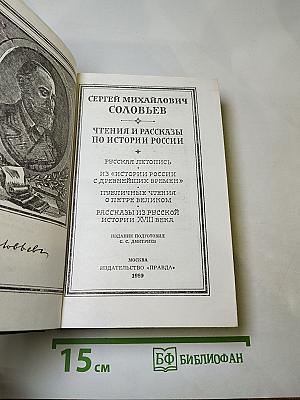 СЕРГЕЙ МИХАЙЛОВИЧ
СОЛОВЬЕВ
ЧТЕНИЯ И РАССКАЗЫ
ПО ИСТОРИИ РОССИИ
РУССКАЯ ЛЕТОПИСЬ
ИЗ «ИСТОРИИ РОССИИ
С ДРЕВНЕЙШИХ ВРЕМЕН»
ПУБЛИЧНЫЕ ЧТЕНИЯ
О ПЕТРЕ ВЕЛИКОМ
РАССКАЗЫ ИЗ РУССКОЙ
ИСТОРИИ XVIII ВЕКА
ИЗДАНИЕ ПОДГОТОВИЛ
С. С. ДМИТРИЕВ
МОСКВА
ИЗДАТЕЛЬСТВО «ПРАВДА»
1989
15 см
БФ БИБЛИОФАН